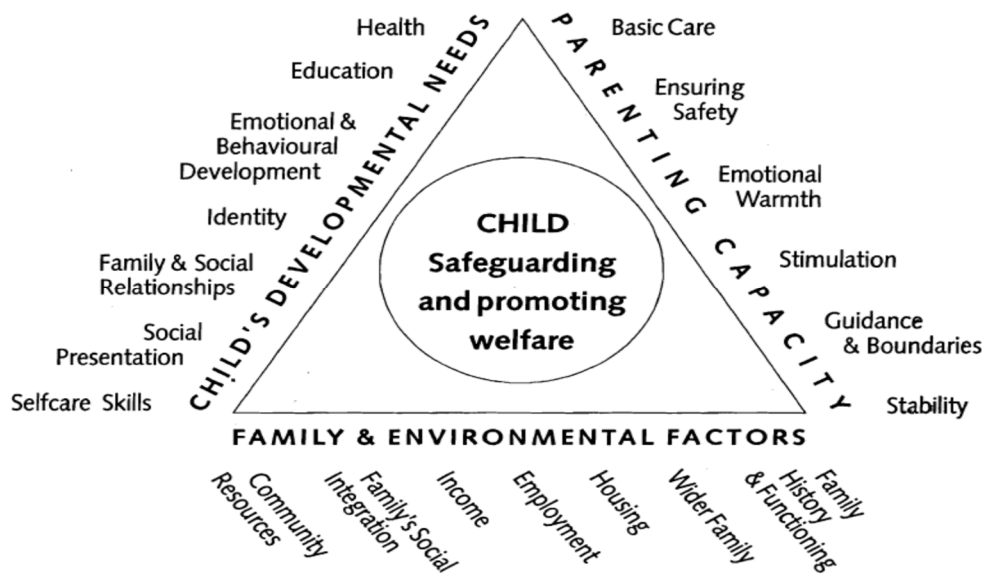 Health
Education
Emotional &
Behavioural
Development
Identity
Family & Social
Relationships
Social
Presentation
Selfcare Skills
CHILD'S DEVELOPMENTAL NEEDS
PARENTING CAPACITY
Basic Care
Ensuring
Safety
Emotional
Warmth
Stimulation
Guidance
& Boundaries
Stability
CHILD
Safeguarding
and promoting
welfare
FAMILY & ENVIRONMENTAL FACTORS
Community
Resources
Family's Social
Integration
Income
Employment
Housing
Wider Family
Family
History
& Functioning